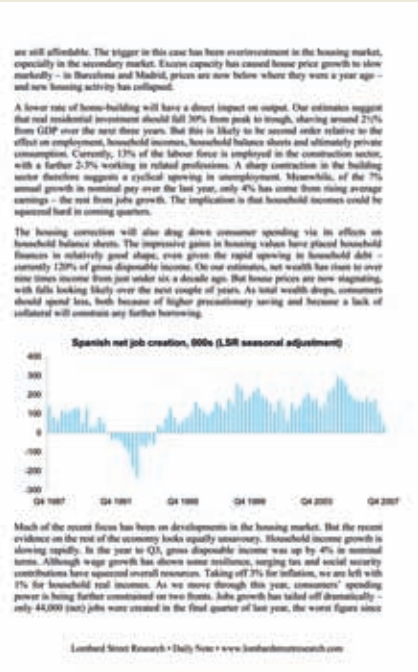 are still affordable. The trigger in this case has been overinvestment in the housing market,
especially in the secondary market. Excess capacity has caused house price growth to slow
markedly – in Barcelona and Madrid, prices are now below where they were a year ago –
and new housing activity has collapsed.
A lower rate of home-building will have a direct impact on output. Our estimates suggest
that real residential investment should fall 30% from peak to trough, shaving around 2½%
from GDP over the next three years. But this is likely to be second order relative to the
effect on employment, household incomes, household balance sheets and ultimately private
consumption. Currently, 13% of the labour force is employed in the construction sector,
with a further 2-3% working in related professions. A sharp contraction in the building
sector therefore suggests a cyclical upswing in unemployment. Meanwhile, of the 7%
annual growth in nominal pay over the last year, only 4% has come from rising average
earnings – the rest from jobs growth. The implication is that household incomes could be
squeezed hard in coming quarters.
The housing correction will also drag down consumer spending via its effects on
household balance sheets. The impressive gains in housing values have placed household
finances in relatively good shape, even given the rapid upswing in household debt –
currently 120% of gross disposable income. On our estimates, net wealth has risen to over
nine times income from just under six a decade ago. But house prices are now stagnating,
with falls looking likely over the next couple of years. As total wealth drops, consumers
should spend less, both because of higher precautionary saving and because a lack of
collateral will constrain any further borrowing.
Spanish net job creation, 000s (LSR seasonal adjustment)
400
300
200
100
0
-100
-200
-300
Q4 1987 Q4 1991 Q4 1995 Q4 1999 Q4 2003 Q4 2007
Much of the recent focus has been on developments in the housing market. But the recent
evidence on the rest of the economy looks equally unsavoury. Household income growth is
slowing rapidly. In the year to Q3, gross disposable income was up by 4% in nominal
terms. Although wage growth has shown some resilience, surging tax and social security
contributions have squeezed overall resources. Taking off 3% for inflation, we are left with
1% for household real incomes. As we move through this year, consumers' spending
power is being further constrained on two fronts. Jobs growth has tailed off dramatically –
only 44,000 (net) jobs were created in the final quarter of last year, the worst figure since
Lombard Street Research • Daily Note • www.lombardstreetresearch.com